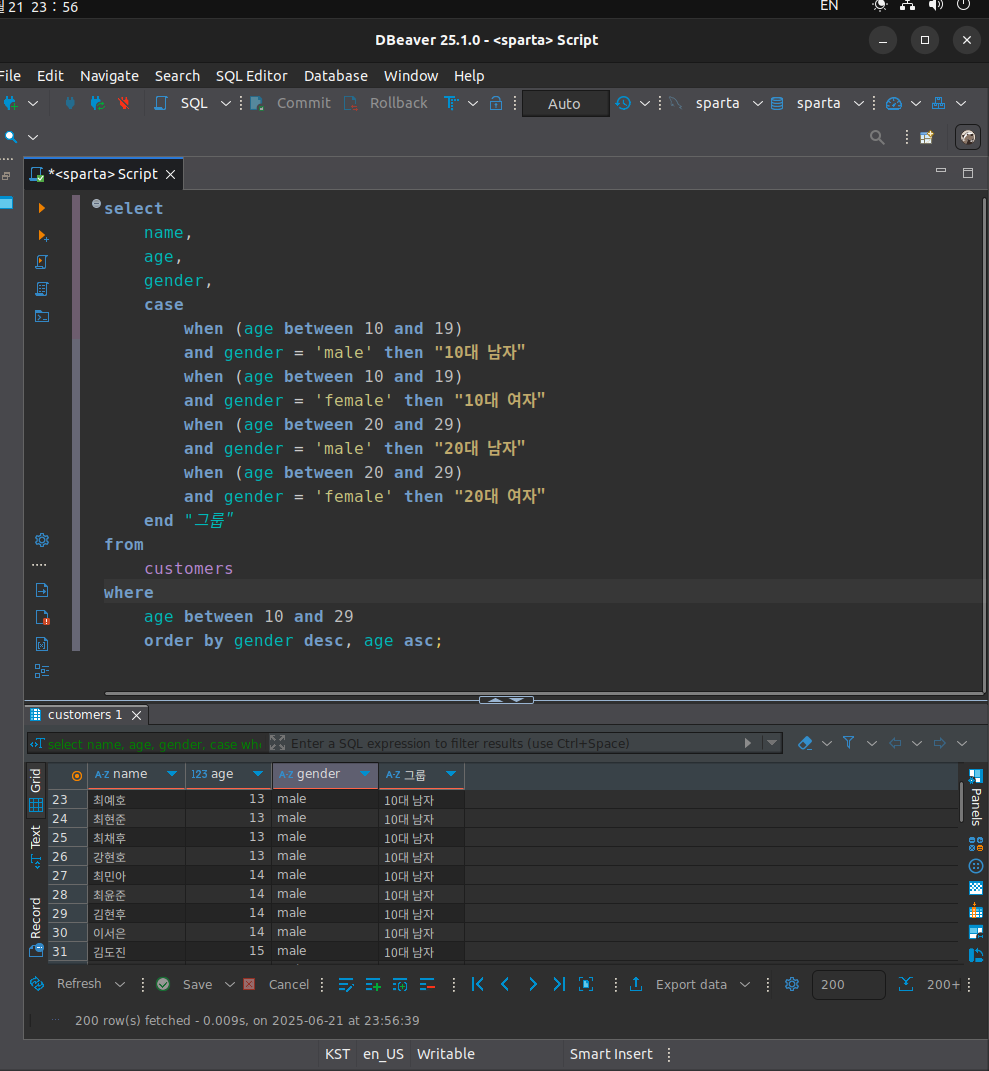 21 23 : 56
EN
DBeaver 25.1.0 - <sparta> Script
File Edit Navigate Search SQL Editor Database Window Help
SQL Commit Rollback Auto sparta sparta
*<sparta> Script
select
name,
age,
gender,
case
when (age between 10 and 19)
and gender = 'male' then "10대 남자"
when (age between 10 and 19)
and gender = 'female' then "10대 여자"
when (age between 20 and 29)
and gender = 'male' then "20대 남자"
when (age between 20 and 29)
and gender = 'female' then "20대 여자"
end "그룹"
from
customers
where
age between 10 and 29
order by gender desc, age asc;
customers 1
select name, age, gender, case whe
Enter a SQL expression to filter results (use Ctrl+Space)
Grid
Text
Record
Panels
A-Z name 123 age A-Z gender A-Z 그룹
23 최예호 13 male 10대 남자
24 최현준 13 male 10대 남자
25 최채후 13 male 10대 남자
26 강현호 13 male 10대 남자
27 최민아 14 male 10대 남자
28 최윤준 14 male 10대 남자
29 김현후 14 male 10대 남자
30 이서은 14 male 10대 남자
31 김도진 15 male 10대 남자
Refresh Save Cancel Export data 200 200+
200 row(s) fetched - 0.009s, on 2025-06-21 at 23:56:39
KST en_US Writable Smart Insert